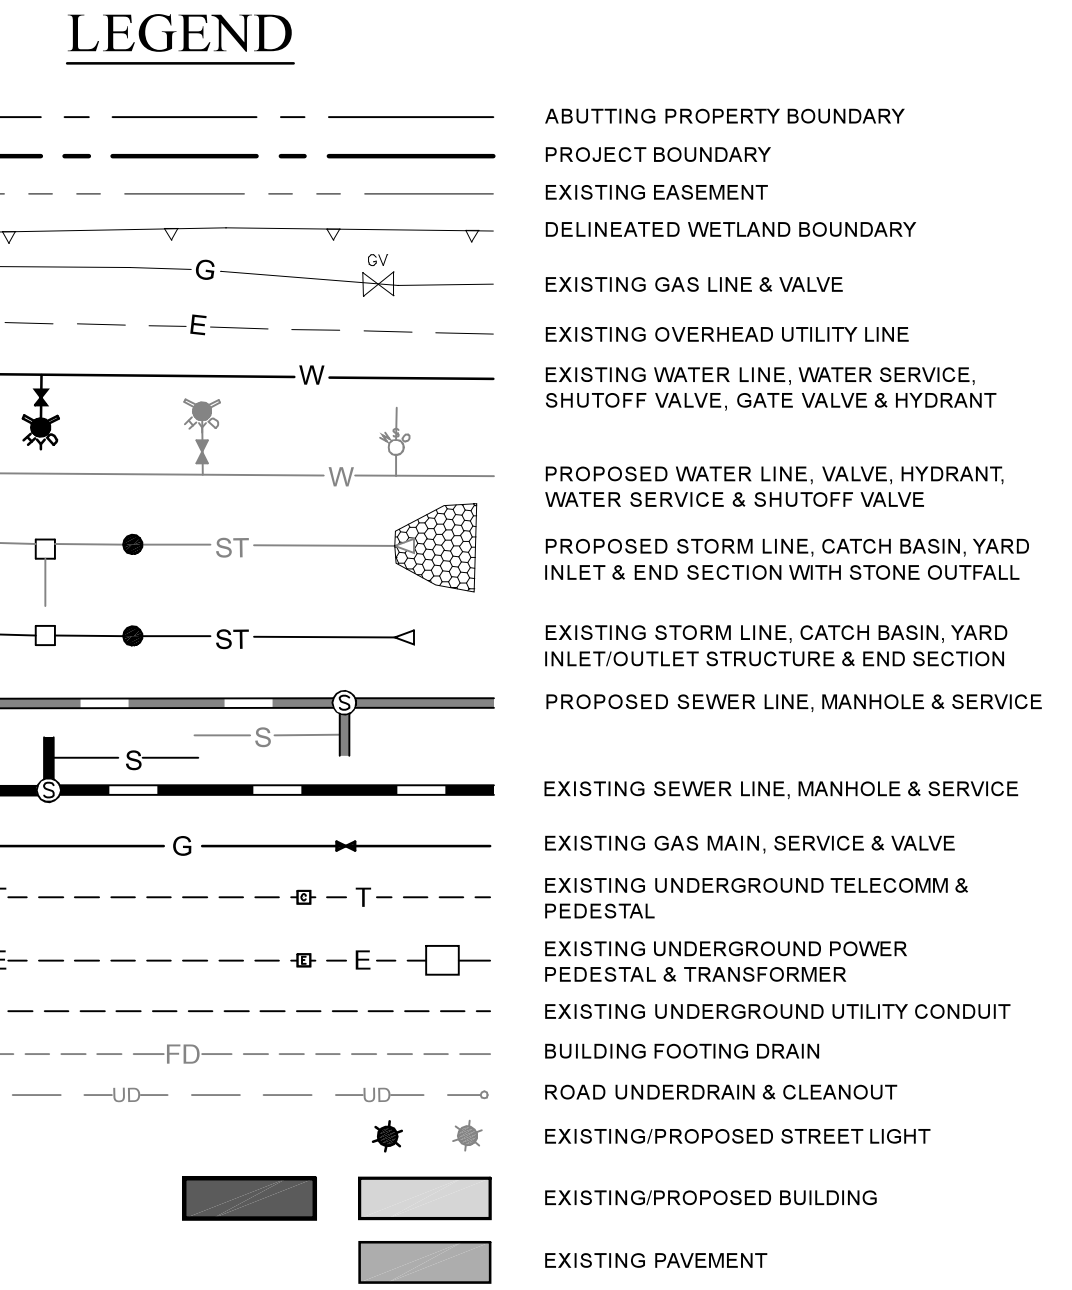 LEGEND
ABUTTING PROPERTY BOUNDARY
PROJECT BOUNDARY
EXISTING EASEMENT
DELINEATED WETLAND BOUNDARY
GV
G
EXISTING GAS LINE & VALVE
E
EXISTING OVERHEAD UTILITY LINE
W
EXISTING WATER LINE, WATER SERVICE,
SHUTOFF VALVE, GATE VALVE & HYDRANT
S
W
PROPOSED WATER LINE, VALVE, HYDRANT,
WATER SERVICE & SHUTOFF VALVE
ST
PROPOSED STORM LINE, CATCH BASIN, YARD
INLET & END SECTION WITH STONE OUTFALL
ST
EXISTING STORM LINE, CATCH BASIN, YARD
INLET/OUTLET STRUCTURE & END SECTION
S
PROPOSED SEWER LINE, MANHOLE & SERVICE
S
S
S
EXISTING SEWER LINE, MANHOLE & SERVICE
G
EXISTING GAS MAIN, SERVICE & VALVE
T C T
EXISTING UNDERGROUND TELECOMM &
PEDESTAL
E E E
EXISTING UNDERGROUND POWER
PEDESTAL & TRANSFORMER
EXISTING UNDERGROUND UTILITY CONDUIT
FD
BUILDING FOOTING DRAIN
UD UD
ROAD UNDERDRAIN & CLEANOUT
EXISTING/PROPOSED STREET LIGHT
EXISTING/PROPOSED BUILDING
EXISTING PAVEMENT